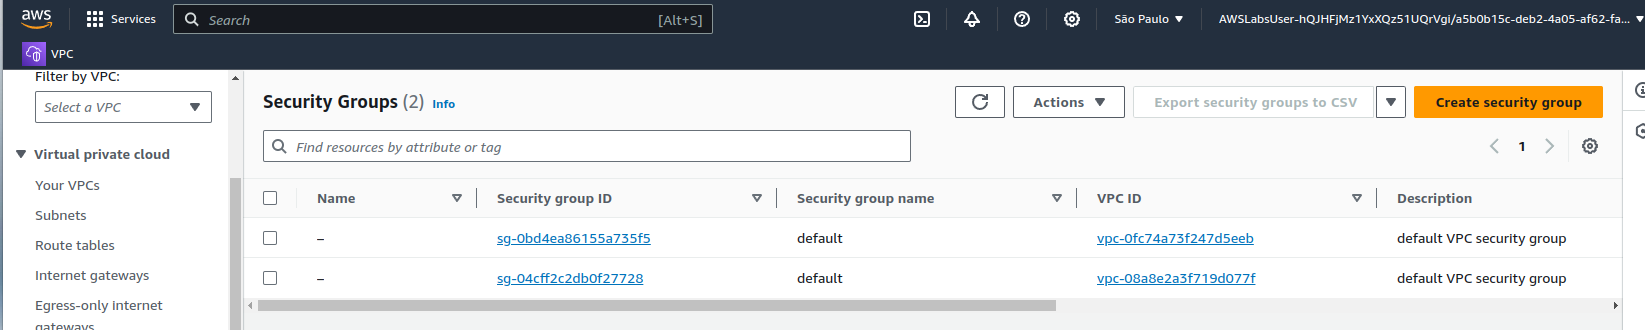 aws Services Search [Alt+S] São Paulo AWSLabsUser-hQJHFjMz1YxXQz51UQrVgi/a5b0b15c-deb2-4a05-af62-fa...
VPC
Filter by VPC:
Select a VPC
Virtual private cloud
Your VPCs
Subnets
Route tables
Internet gateways
Egress-only internet
gateways
Security Groups (2) Info Actions Export security groups to CSV Create security group
Find resources by attribute or tag 1
Name Security group ID Security group name VPC ID Description
– sg-0bd4ea86155a735f5 default vpc-0fc74a73f247d5eeb default VPC security group
– sg-04cff2c2db0f27728 default vpc-08a8e2a3f719d077f default VPC security group